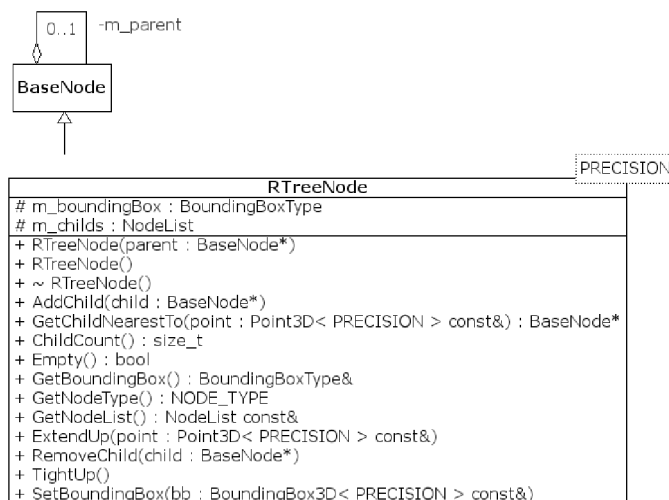 0..1 -m_parent
BaseNode
PRECISION
RTreeNode
# m_boundingBox : BoundingBoxType
# m_childs : NodeList
+ RTreeNode(parent : BaseNode*)
+ RTreeNode()
+ ~ RTreeNode()
+ AddChild(child : BaseNode*)
+ GetChildNearestTo(point : Point3D< PRECISION > const&) : BaseNode*
+ ChildCount() : size_t
+ Empty() : bool
+ GetBoundingBox() : BoundingBoxType&
+ GetNodeType() : NODE_TYPE
+ GetNodeList() : NodeList const&
+ ExtendUp(point : Point3D< PRECISION > const&)
+ RemoveChild(child : BaseNode*)
+ TightUp()
+ SetBoundingBox(bb : BoundingBox3D< PRECISION > const&)